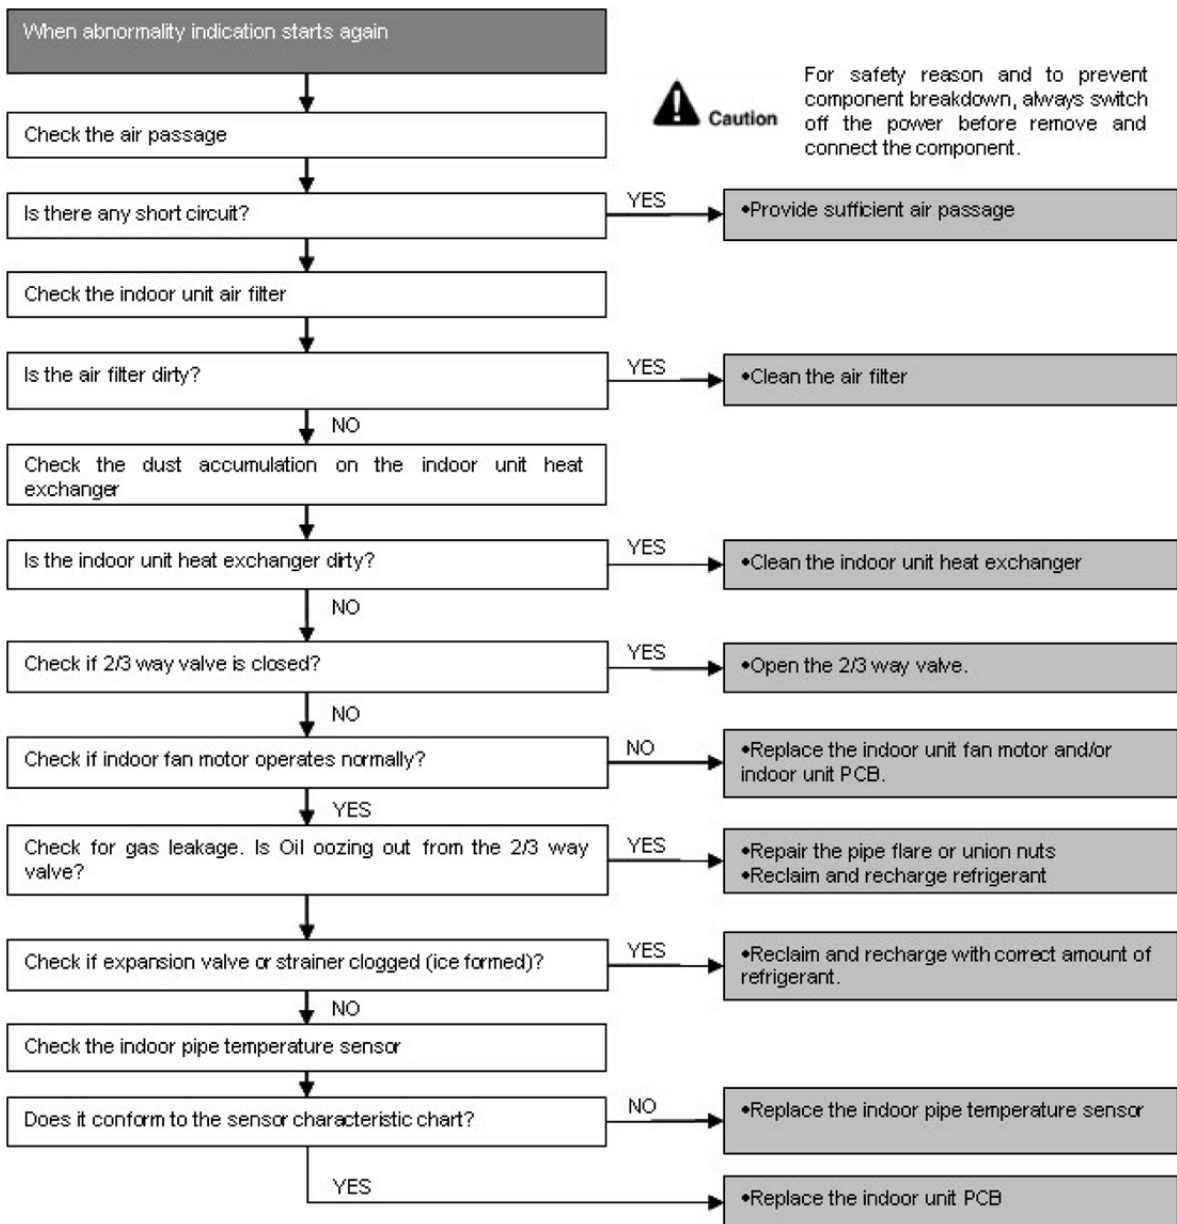 When abnormality indication starts again
For safety reason and to prevent
component breakdown, always switch
off the power before remove and
connect the component.
Caution
Check the air passage
Is there any short circuit?
YES
•Provide sufficient air passage
Check the indoor unit air filter
Is the air filter dirty?
YES
•Clean the air filter
NO
Check the dust accumulation on the indoor unit heat
exchanger
Is the indoor unit heat exchanger dirty?
YES
•Clean the indoor unit heat exchanger
NO
Check if 2/3 way valve is closed?
YES
•Open the 2/3 way valve.
NO
Check if indoor fan motor operates normally?
NO
•Replace the indoor unit fan motor and/or
indoor unit PCB.
YES
Check for gas leakage. Is Oil oozing out from the 2/3 way
valve?
YES
•Repair the pipe flare or union nuts
•Reclaim and recharge refrigerant
Check if expansion valve or strainer clogged (ice formed)?
YES
•Reclaim and recharge with correct amount of
refrigerant.
NO
Check the indoor pipe temperature sensor
Does it conform to the sensor characteristic chart?
NO
•Replace the indoor pipe temperature sensor
YES
•Replace the indoor unit PCB